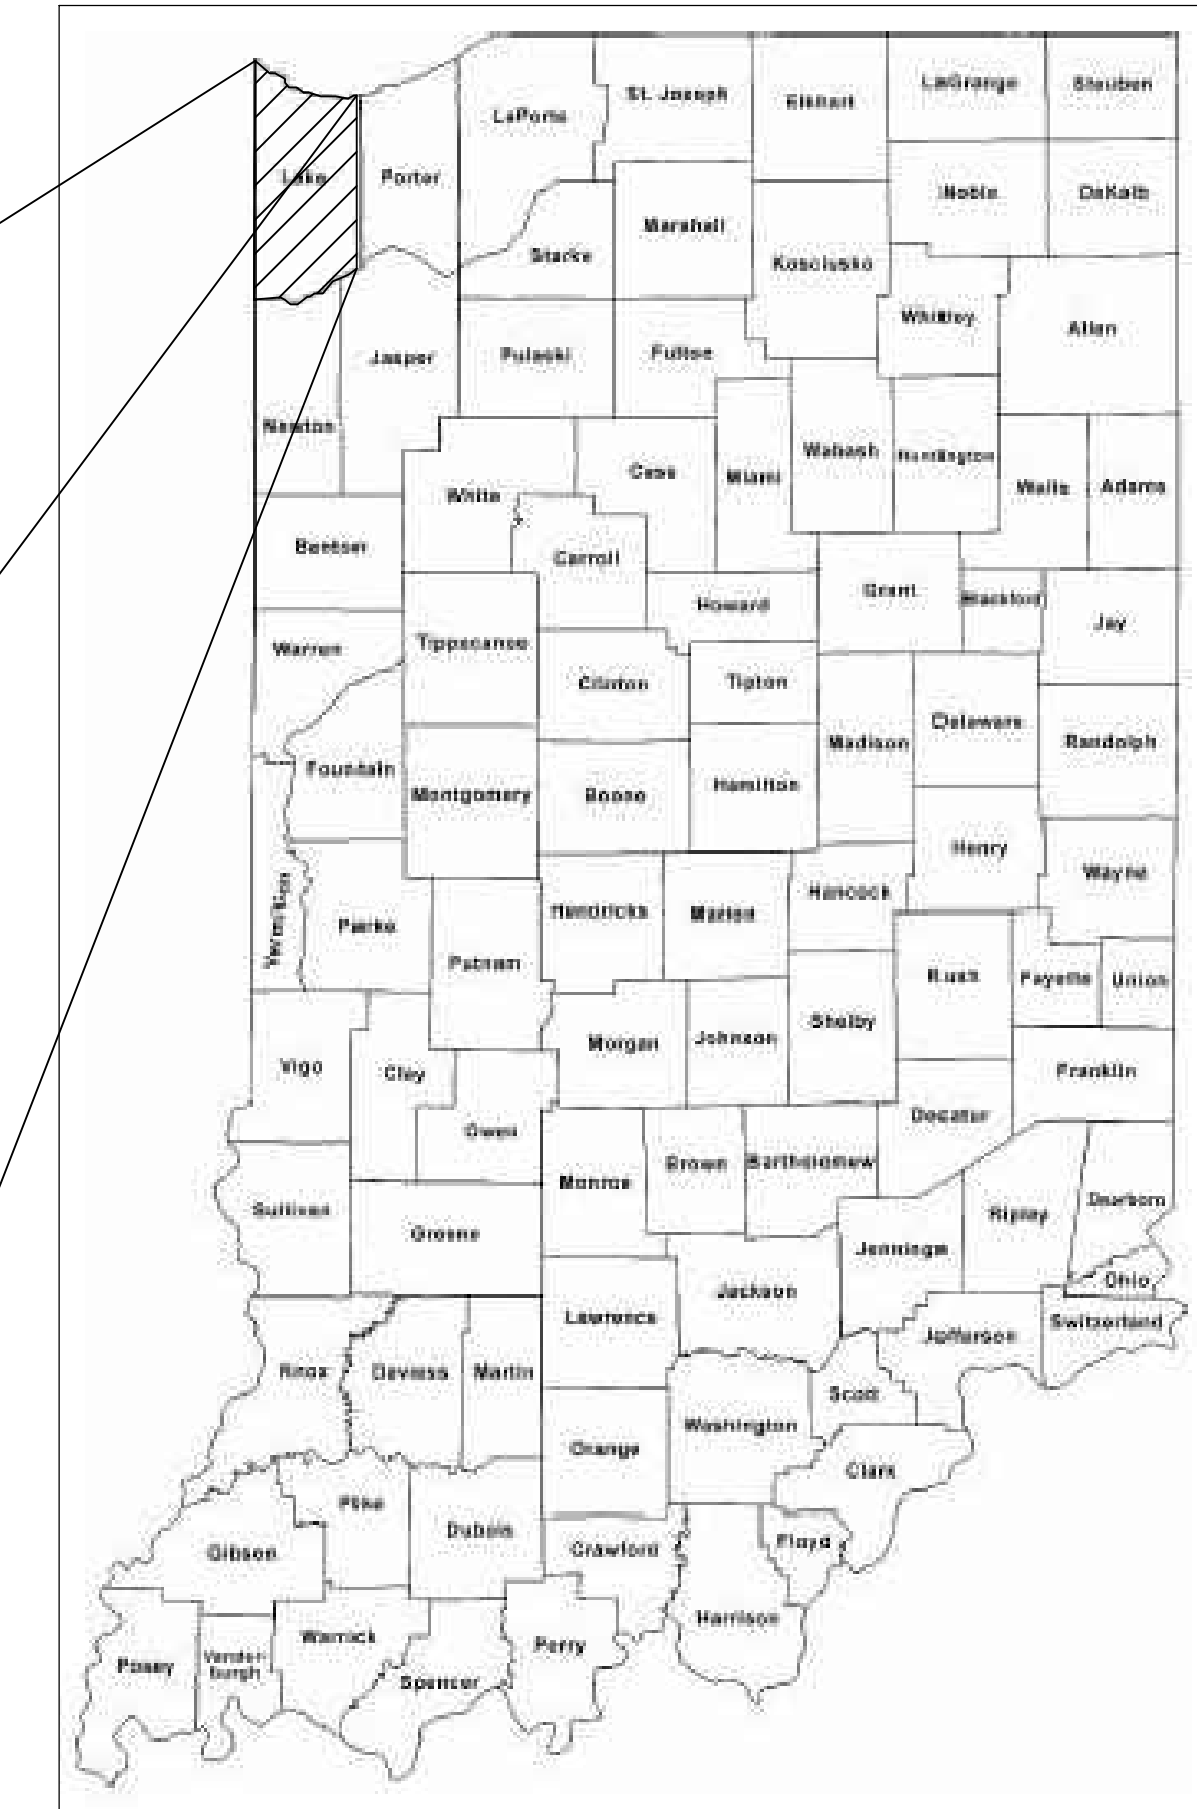 LaGrange
Steuben
St. Joseph
Elkhart
LaPorte
Lake
Porter
Noble
DeKalb
Marshall
Starke
Kosciusko
Whitley
Allen
Jasper
Pulaski
Fulton
Newton
Wabash
Huntington
Cass
Miami
Wells
Adams
White
Benton
Carroll
Grant
Blackford
Howard
Jay
Warren
Tippecanoe
Clinton
Tipton
Delaware
Madison
Randolph
Fountain
Montgomery
Boone
Hamilton
Henry
Wayne
Hancock
Vermillion
Parke
Hendricks
Marion
Putnam
Rush
Fayette
Union
Shelby
Morgan
Johnson
Vigo
Clay
Franklin
Decatur
Owen
Monroe
Brown
Bartholomew
Dearborn
Sullivan
Ripley
Greene
Jennings
Ohio
Jackson
Lawrence
Switzerland
Jefferson
Knox
Daviess
Martin
Scott
Washington
Orange
Clark
Pike
Dubois
Floyd
Crawford
Gibson
Harrison
Warrick
Perry
Posey
Vander-
burgh
Spencer